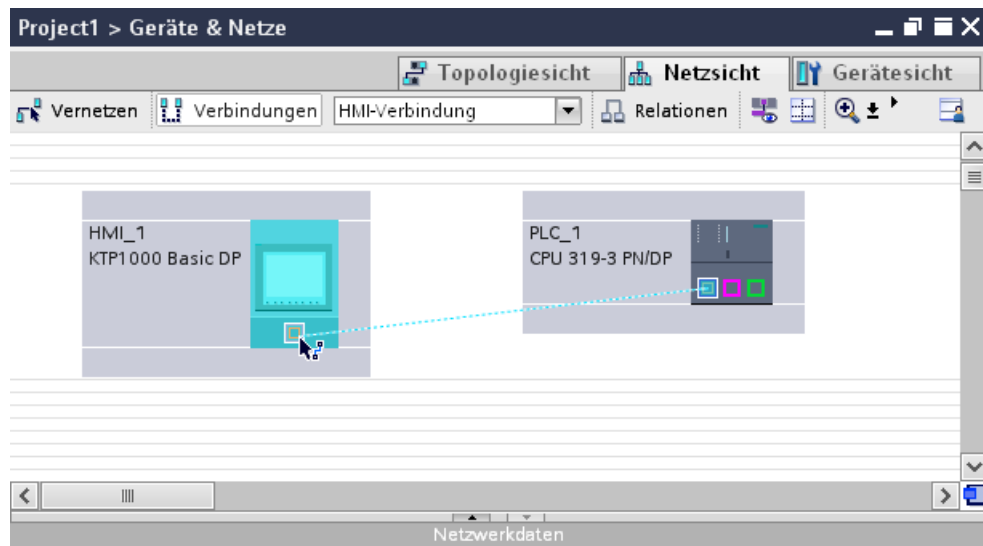 Project1 > Geräte & Netze
Topologiesicht
Netzsicht
Gerätesicht
Vernetzen
Verbindungen
HMI-Verbindung
Relationen
HMI_1
KTP1000 Basic DP
PLC_1
CPU 319-3 PN/DP
Netzwerkdaten